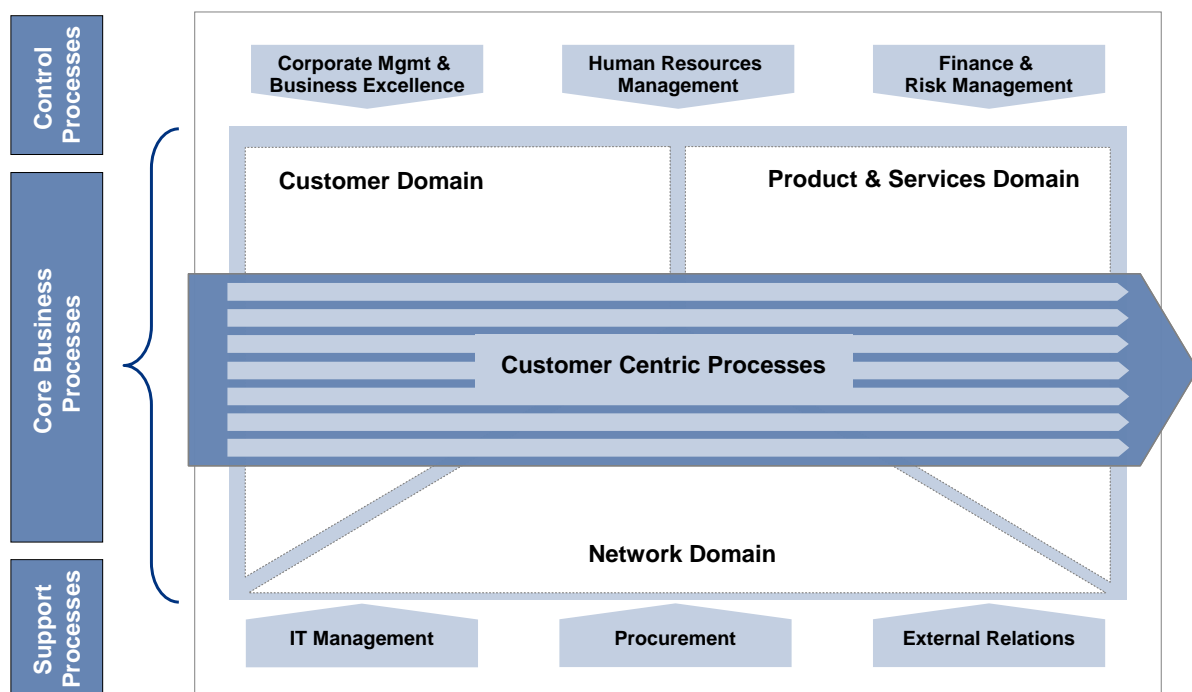 Control
Processes
Corporate Mgmt &
Business Excellence
Human Resources
Management
Finance &
Risk Management
Core Business
Processes
Customer Domain
Product & Services Domain
Customer Centric Processes
Network Domain
Support
Processes
IT Management
Procurement
External Relations